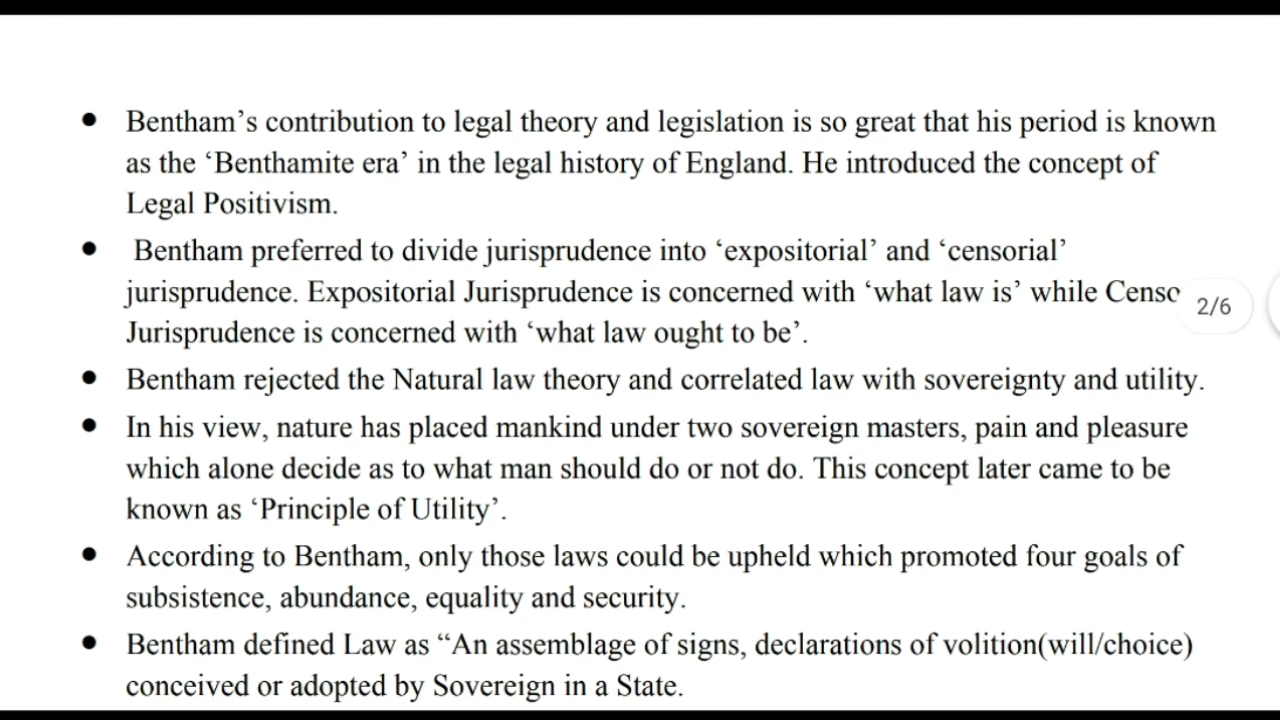 ● Bentham’s contribution to legal theory and legislation is so great that his period is known
as the ‘Benthamite era’ in the legal history of England. He introduced the concept of
Legal Positivism.
● Bentham preferred to divide jurisprudence into ‘expositorial’ and ‘censorial’
jurisprudence. Expositorial Jurisprudence is concerned with ‘what law is’ while Censo
2/6
Jurisprudence is concerned with ‘what law ought to be’.
● Bentham rejected the Natural law theory and correlated law with sovereignty and utility.
● In his view, nature has placed mankind under two sovereign masters, pain and pleasure
which alone decide as to what man should do or not do. This concept later came to be
known as ‘Principle of Utility’.
● According to Bentham, only those laws could be upheld which promoted four goals of
subsistence, abundance, equality and security.
● Bentham defined Law as “An assemblage of signs, declarations of volition(will/choice)
conceived or adopted by Sovereign in a State.